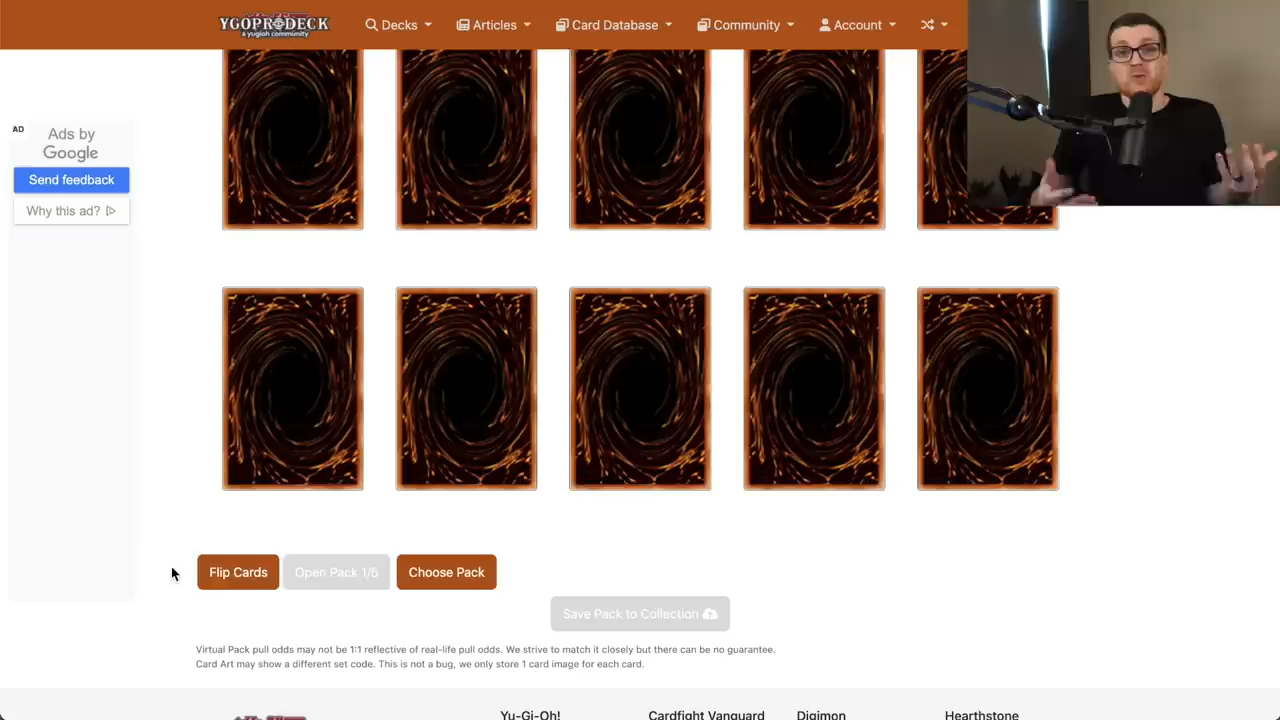 YGOPRODECK
a yugioh community
Decks
Articles
Card Database
Community
Account
AD
Ads by
Google
Send feedback
Why this ad?
Flip Cards
Open Pack 1/5
Choose Pack
Save Pack to Collection
Virtual Pack pull odds may not be 1:1 reflective of real-life pull odds. We strive to match it closely but there can be no guarantee.
Card Art may show a different set code. This is not a bug, we only store 1 card image for each card.
Yu-Gi-Oh!
Cardfight Vanguard
Digimon
Hearthstone